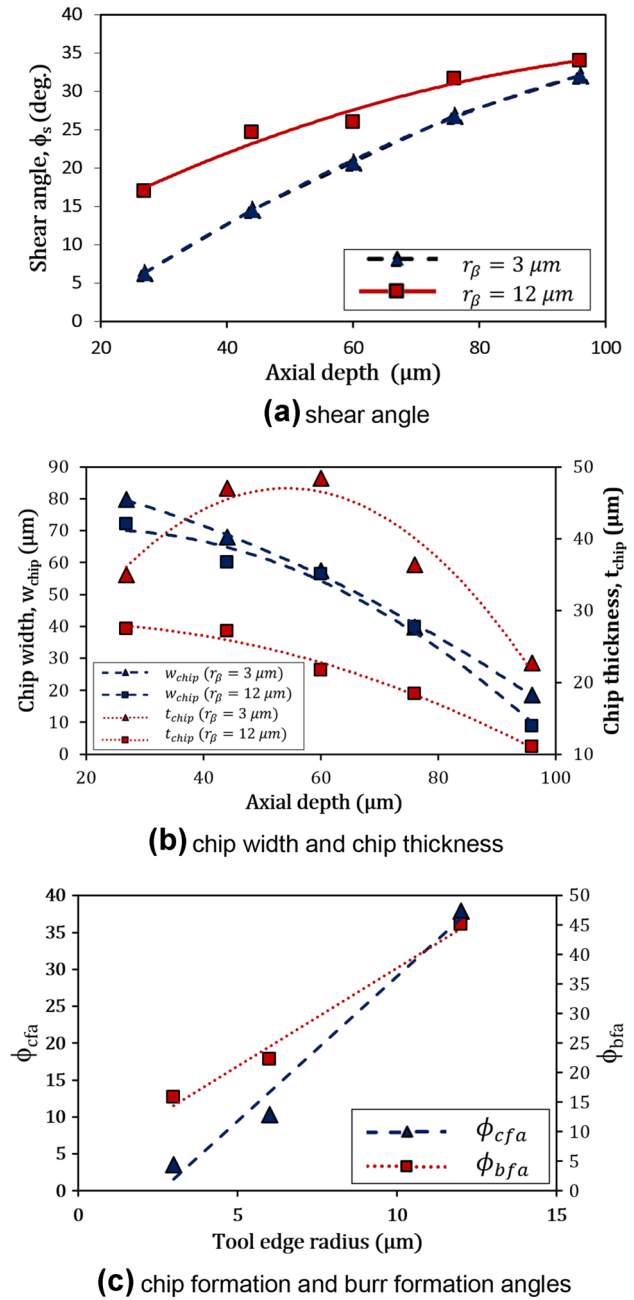 40
35
30
25
20
15
10
5
0
Shear angle, ϕs (deg.)
rβ = 3 μm
rβ = 12 μm
20 40 60 80 100
Axial depth (μm)
(a) shear angle
90
80
70
60
50
40
30
20
10
0
Chip width, wchip (μm)
50
40
30
20
10
Chip thickness, tchip (μm)
wchip (rβ = 3 μm)
wchip (rβ = 12 μm)
tchip (rβ = 3 μm)
tchip (rβ = 12 μm)
20 40 60 80 100
Axial depth (μm)
(b) chip width and chip thickness
40
35
30
25
20
15
10
5
0
ϕcfa
50
45
40
35
30
25
20
15
10
5
0
ϕbfa
ϕcfa
ϕbfa
0 5 10 15
Tool edge radius (μm)
(c) chip formation and burr formation angles